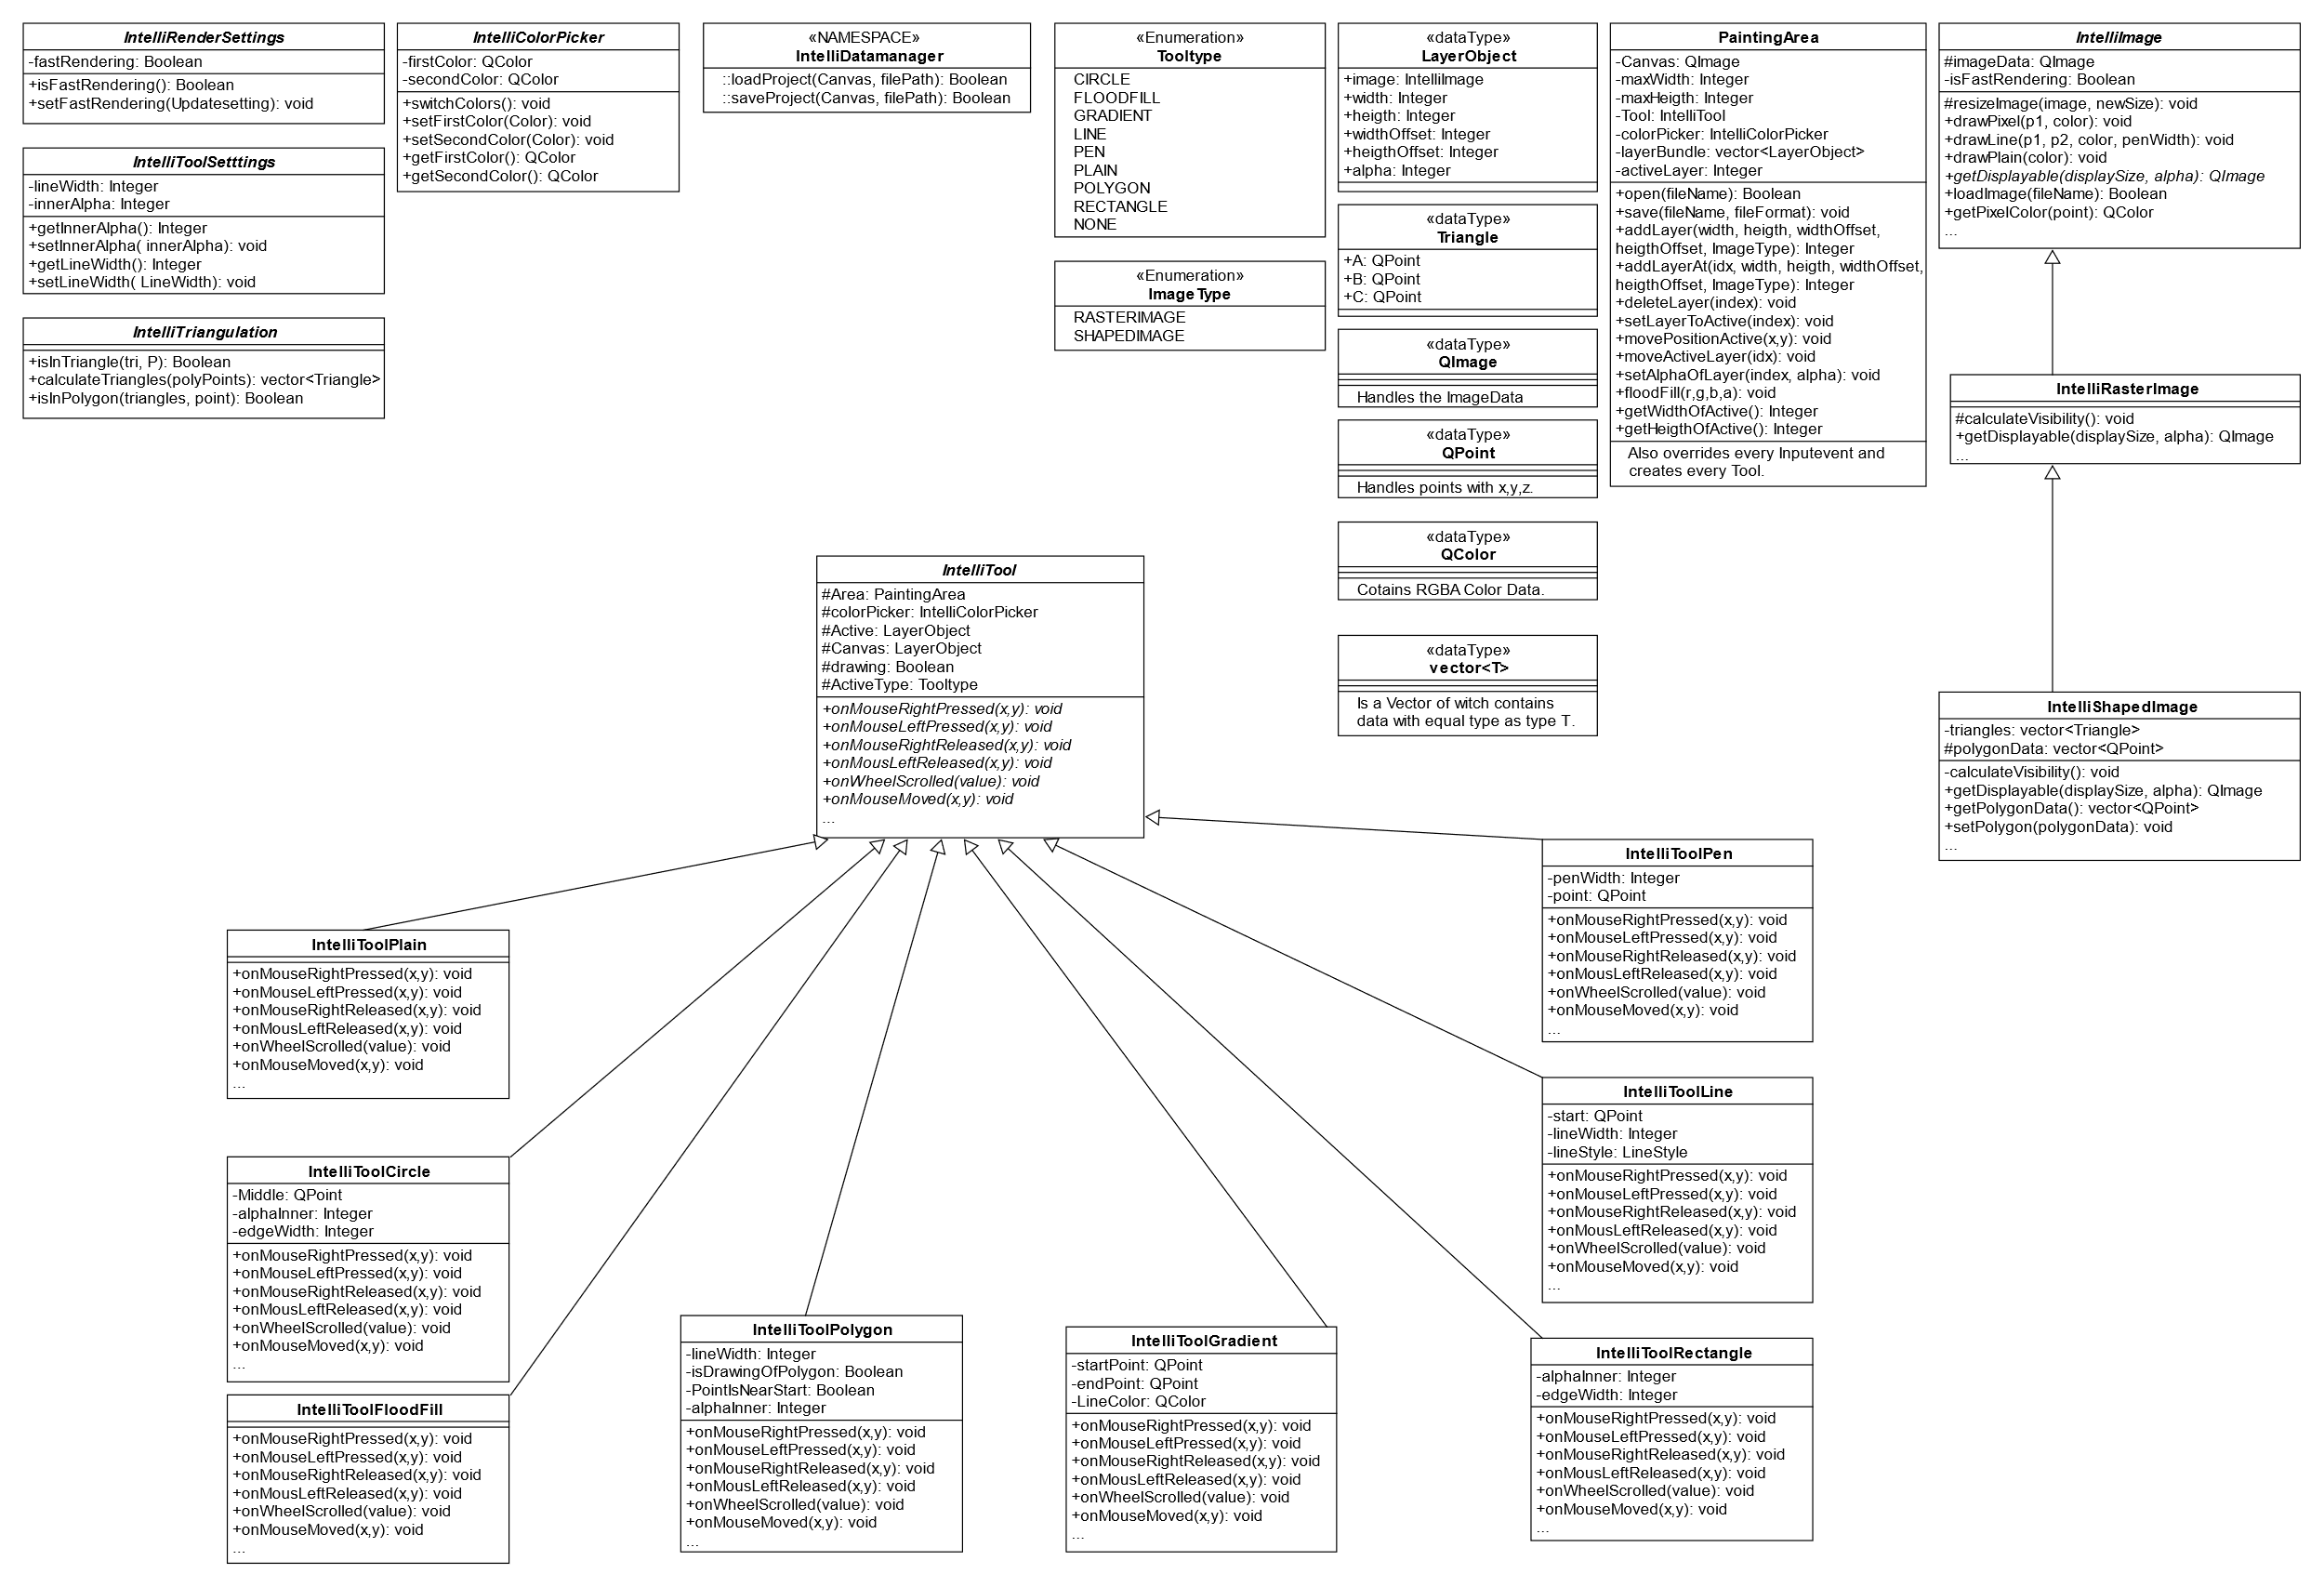 IntelliRenderSettings
-fastRendering: Boolean
+isFastRendering(): Boolean
+setFastRendering(Updatesetting): void
IntelliToolSetttings
-lineWidth: Integer
-innerAlpha: Integer
+getInnerAlpha(): Integer
+setInnerAlpha( innerAlpha): void
+getLineWidth(): Integer
+setLineWidth( LineWidth): void
IntelliTriangulation
+isInTriangle(tri, P): Boolean
+calculateTriangles(polyPoints): vector<Triangle>
+isInPolygon(triangles, point): Boolean
IntelliColorPicker
-firstColor: QColor
-secondColor: QColor
+switchColors(): void
+setFirstColor(Color): void
+setSecondColor(Color): void
+getFirstColor(): QColor
+getSecondColor(): QColor
«NAMESPACE»
IntelliDatamanager
::loadProject(Canvas, filePath): Boolean
::saveProject(Canvas, filePath): Boolean
«Enumeration»
Tooltype
CIRCLE
FLOODFILL
GRADIENT
LINE
PEN
PLAIN
POLYGON
RECTANGLE
NONE
«Enumeration»
ImageType
RASTERIMAGE
SHAPEDIMAGE
«dataType»
LayerObject
+image: IntelliImage
+width: Integer
+heigth: Integer
+widthOffset: Integer
+heigthOffset: Integer
+alpha: Integer
«dataType»
Triangle
+A: QPoint
+B: QPoint
+C: QPoint
«dataType»
QImage
Handles the ImageData
«dataType»
QPoint
Handles points with x,y,z.
«dataType»
QColor
Cotains RGBA Color Data.
«dataType»
vector<T>
Is a Vector of witch contains
data with equal type as type T.
PaintingArea
-Canvas: QImage
-maxWidth: Integer
-maxHeigth: Integer
-Tool: IntelliTool
-colorPicker: IntelliColorPicker
-layerBundle: vector<LayerObject>
-activeLayer: Integer
+open(fileName): Boolean
+save(fileName, fileFormat): void
+addLayer(width, heigth, widthOffset,
heigthOffset, ImageType): Integer
+addLayerAt(idx, width, heigth, widthOffset,
heigthOffset, ImageType): Integer
+deleteLayer(index): void
+setLayerToActive(index): void
+movePositionActive(x,y): void
+moveActiveLayer(idx): void
+setAlphaOfLayer(index, alpha): void
+floodFill(r,g,b,a): void
+getWidthOfActive(): Integer
+getHeigthOfActive(): Integer
Also overrides every Inputevent and
creates every Tool.
IntelliImage
#imageData: QImage
-isFastRendering: Boolean
#resizeImage(image, newSize): void
+drawPixel(p1, color): void
+drawLine(p1, p2, color, penWidth): void
+drawPlain(color): void
+getDisplayable(displaySize, alpha): QImage
+loadImage(fileName): Boolean
+getPixelColor(point): QColor
...
IntelliRasterImage
#calculateVisibility(): void
+getDisplayable(displaySize, alpha): QImage
...
IntelliShapedImage
-triangles: vector<Triangle>
#polygonData: vector<QPoint>
-calculateVisibility(): void
+getDisplayable(displaySize, alpha): QImage
+getPolygonData(): vector<QPoint>
+setPolygon(polygonData): void
...
IntelliTool
#Area: PaintingArea
#colorPicker: IntelliColorPicker
#Active: LayerObject
#Canvas: LayerObject
#drawing: Boolean
#ActiveType: Tooltype
+onMouseRightPressed(x,y): void
+onMouseLeftPressed(x,y): void
+onMouseRightReleased(x,y): void
+onMousLeftReleased(x,y): void
+onWheelScrolled(value): void
+onMouseMoved(x,y): void
...
IntelliToolPen
-penWidth: Integer
-point: QPoint
+onMouseRightPressed(x,y): void
+onMouseLeftPressed(x,y): void
+onMouseRightReleased(x,y): void
+onMousLeftReleased(x,y): void
+onWheelScrolled(value): void
+onMouseMoved(x,y): void
...
IntelliToolPlain
+onMouseRightPressed(x,y): void
+onMouseLeftPressed(x,y): void
+onMouseRightReleased(x,y): void
+onMousLeftReleased(x,y): void
+onWheelScrolled(value): void
+onMouseMoved(x,y): void
...
IntelliToolLine
-start: QPoint
-lineWidth: Integer
-lineStyle: LineStyle
+onMouseRightPressed(x,y): void
+onMouseLeftPressed(x,y): void
+onMouseRightReleased(x,y): void
+onMousLeftReleased(x,y): void
+onWheelScrolled(value): void
+onMouseMoved(x,y): void
...
IntelliToolCircle
-Middle: QPoint
-alphaInner: Integer
-edgeWidth: Integer
+onMouseRightPressed(x,y): void
+onMouseLeftPressed(x,y): void
+onMouseRightReleased(x,y): void
+onMousLeftReleased(x,y): void
+onWheelScrolled(value): void
+onMouseMoved(x,y): void
...
IntelliToolFloodFill
+onMouseRightPressed(x,y): void
+onMouseLeftPressed(x,y): void
+onMouseRightReleased(x,y): void
+onMousLeftReleased(x,y): void
+onWheelScrolled(value): void
+onMouseMoved(x,y): void
...
IntelliToolPolygon
-lineWidth: Integer
-isDrawingOfPolygon: Boolean
-PointIsNearStart: Boolean
-alphaInner: Integer
+onMouseRightPressed(x,y): void
+onMouseLeftPressed(x,y): void
+onMouseRightReleased(x,y): void
+onMousLeftReleased(x,y): void
+onWheelScrolled(value): void
+onMouseMoved(x,y): void
...
IntelliToolGradient
-startPoint: QPoint
-endPoint: QPoint
-LineColor: QColor
+onMouseRightPressed(x,y): void
+onMouseLeftPressed(x,y): void
+onMouseRightReleased(x,y): void
+onMousLeftReleased(x,y): void
+onWheelScrolled(value): void
+onMouseMoved(x,y): void
...
IntelliToolRectangle
-alphaInner: Integer
-edgeWidth: Integer
+onMouseRightPressed(x,y): void
+onMouseLeftPressed(x,y): void
+onMouseRightReleased(x,y): void
+onMousLeftReleased(x,y): void
+onWheelScrolled(value): void
+onMouseMoved(x,y): void
...